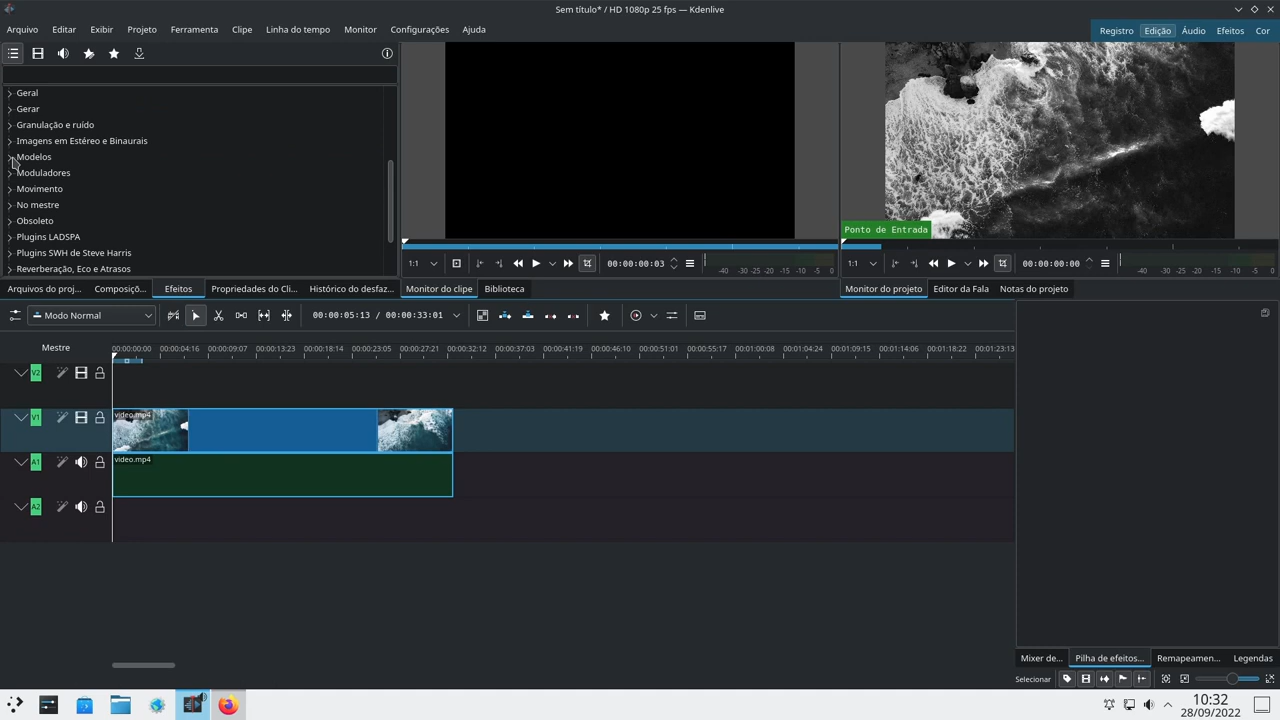 Sem título* / HD 1080p 25 fps — Kdenlive
Arquivo Editar Exibir Projeto Ferramenta Clipe Linha do tempo Monitor Configurações Ajuda
Registro Edição Áudio Efeitos Cor
Geral
Gerar
Granulação e ruído
Imagens em Estéreo e Binaurais
Modelos
Moduladores
Movimento
No mestre
Obsoleto
Plugins LADSPA
Plugins SWH de Steve Harris
Reverberação, Eco e Atrasos
Ponto de Entrada
1:1 00:00:00:03 -40 -30 -25 -20 -15 -10 -5 0
1:1 00:00:00:00 -40 -30 -25 -20 -15 -10 -5 0
Arquivos do proj... Composiçõ... Efeitos Propriedades do Cli... Histórico do desfaz... Monitor do clipe Biblioteca Monitor do projeto Editor da Fala Notas do projeto
Modo Normal 00:00:05:13 / 00:00:33:01
Mestre 00:00:00:00 00:00:04:16 00:00:09:07 00:00:13:23 00:00:18:14 00:00:23:05 00:00:27:21 00:00:32:12 00:00:37:03 00:00:41:19 00:00:46:10 00:00:51:01 00:00:55:17 00:01:00:08 00:01:04:24 00:01:09:15 00:01:14:06 00:01:18:22 00:01:23:13
V2
V1 video.mp4
A1 video.mp4
A2
Mixer de... Pilha de efeitos... Remapeamen... Legendas
Selecionar
10:32
28/09/2022